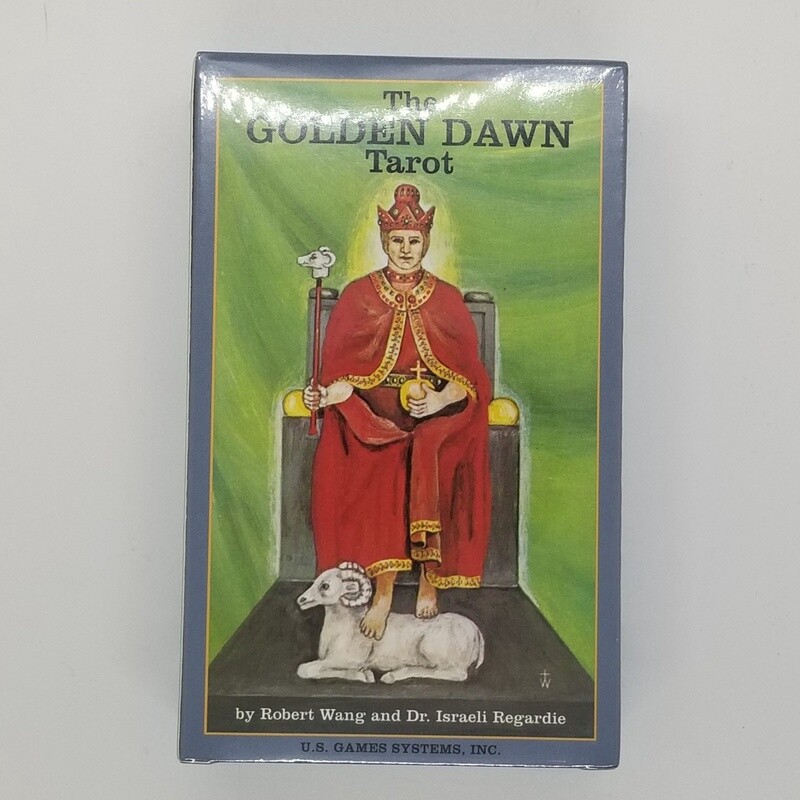 The
GOLDEN DAWN
Tarot
W
by Robert Wang and Dr. Israeli Regardie
U.S. GAMES SYSTEMS, INC.